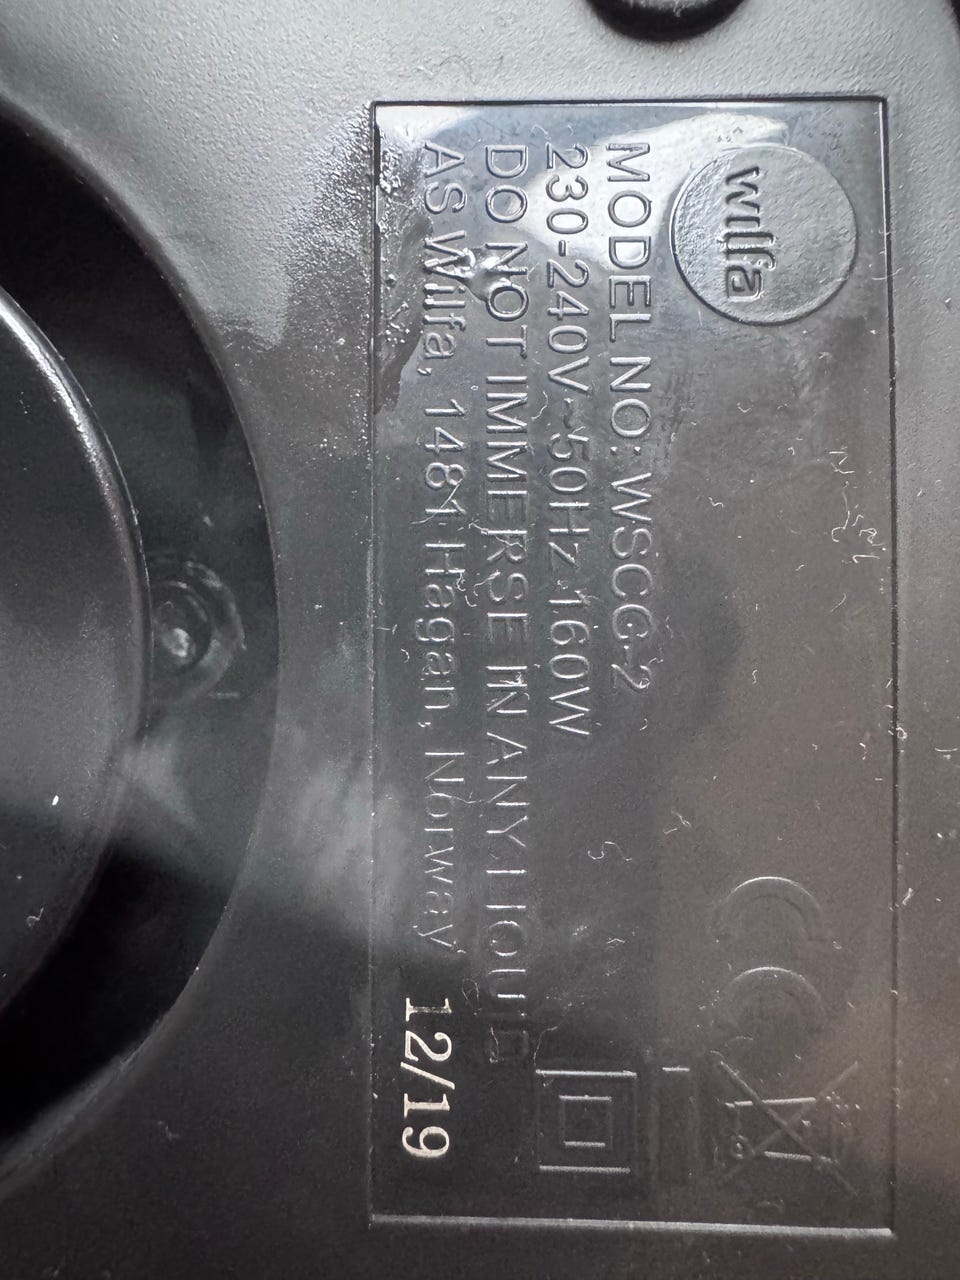 wilfa
MODEL NO: WSCG-2
230-240V~50Hz 160W
DO NOT IMMERSE IN ANY LIQUID
AS Wilfa, 1481 Hagan, Norway
12/19
CE